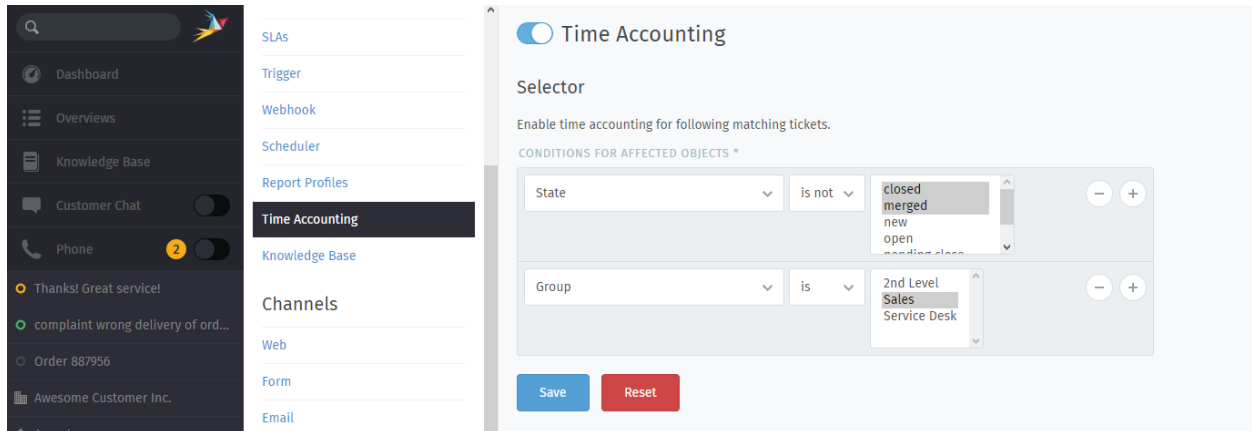 Dashboard
Overviews
Knowledge Base
Customer Chat
Phone 2
Thanks! Great service!
complaint wrong delivery of ord...
Order 887956
Awesome Customer Inc.
SLAs
Trigger
Webhook
Scheduler
Report Profiles
Time Accounting
Knowledge Base
Channels
Web
Form
Email
Time Accounting
Selector
Enable time accounting for following matching tickets.
CONDITIONS FOR AFFECTED OBJECTS *
State
is not
closed
merged
new
open
pending close
Group
is
2nd Level
Sales
Service Desk
Save
Reset